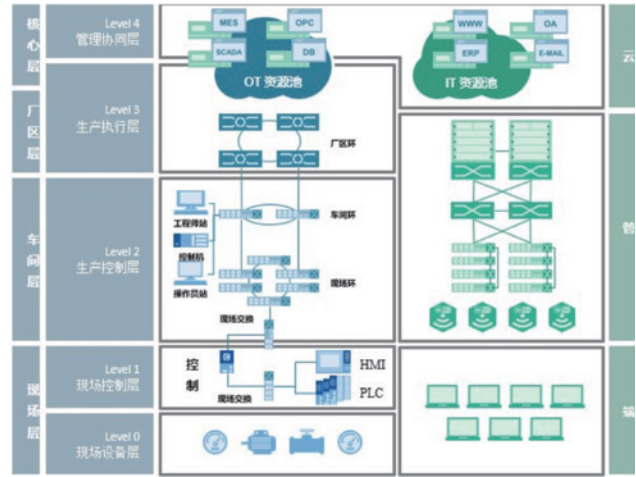 核心层
Level 4
管理协同层
MES
OPC
SCADA
DB
OT 资源池
WWW
OA
ERP
E-MAIL
IT 资源池
云
厂区层
Level 3
生产执行层
厂区环
车间层
Level 2
生产控制层
工程师站
控制机
操作员站
车间环
现场环
现场交换
管
现场层
Level 1
现场控制层
控制
现场交换
HMI
PLC
Level 0
现场设备层
端